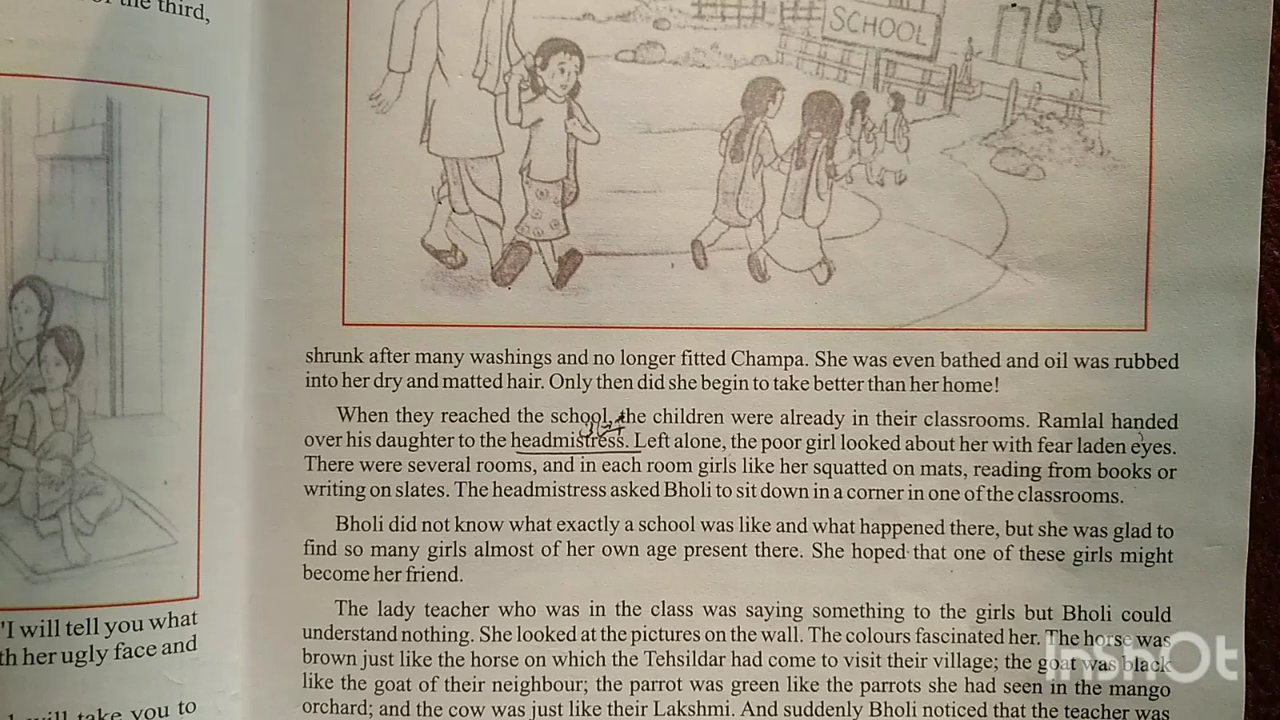 of the third,
'I will tell you what
th her ugly face and
I will take you to
SCHOOL
shrunk after many washings and no longer fitted Champa. She was even bathed and oil was rubbed
into her dry and matted hair. Only then did she begin to take better than her home!
When they reached the school, the children were already in their classrooms. Ramlal handed
over his daughter to the headmistress. Left alone, the poor girl looked about her with fear laden eyes.
There were several rooms, and in each room girls like her squatted on mats, reading from books or
writing on slates. The headmistress asked Bholi to sit down in a corner in one of the classrooms.
Bholi did not know what exactly a school was like and what happened there, but she was glad to
find so many girls almost of her own age present there. She hoped that one of these girls might
become her friend.
The lady teacher who was in the class was saying something to the girls but Bholi could
understand nothing. She looked at the pictures on the wall. The colours fascinated her. The horse was
brown just like the horse on which the Tehsildar had come to visit their village; the goat was black
like the goat of their neighbour; the parrot was green like the parrots she had seen in the mango
orchard; and the cow was just like their Lakshmi. And suddenly Bholi noticed that the teacher was
InShOt